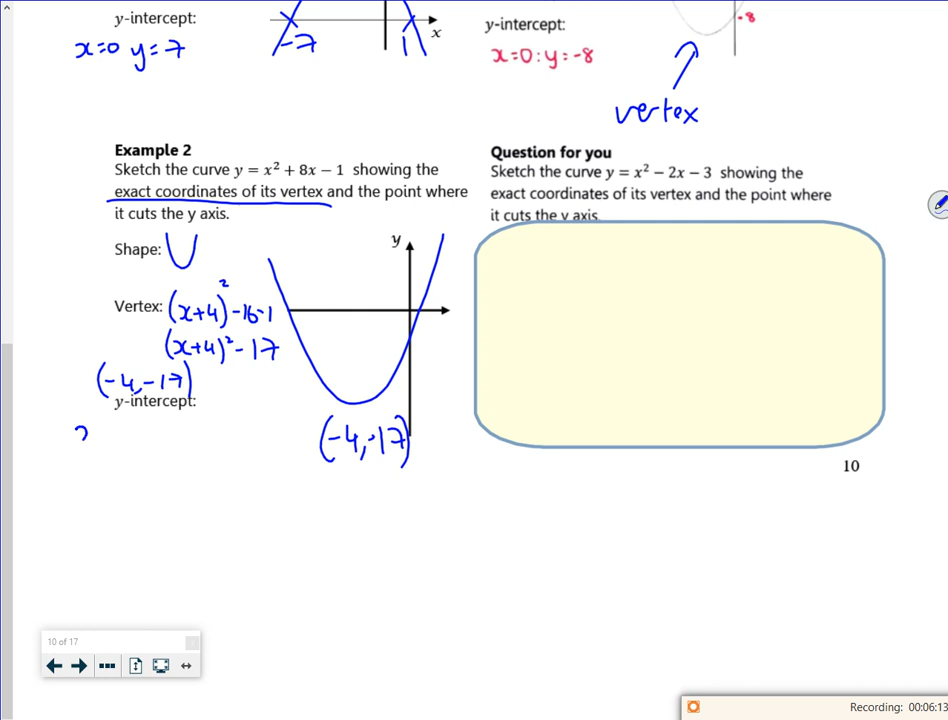 y-intercept:
x=0 y=7
-7
1
x
y-intercept:
x=0:y=-8
-8
vertex
Example 2
Sketch the curve y = x² + 8x − 1 showing the
exact coordinates of its vertex and the point where
it cuts the y axis.
Shape:
y
Vertex: (x+4)²-16-1
(x+4)²-17
(-4,-17)
y-intercept:
(-4,-17)
Question for you
Sketch the curve y = x² − 2x − 3 showing the
exact coordinates of its vertex and the point where
it cuts the y axis.
10
10 of 17
Recording: 00:06:13